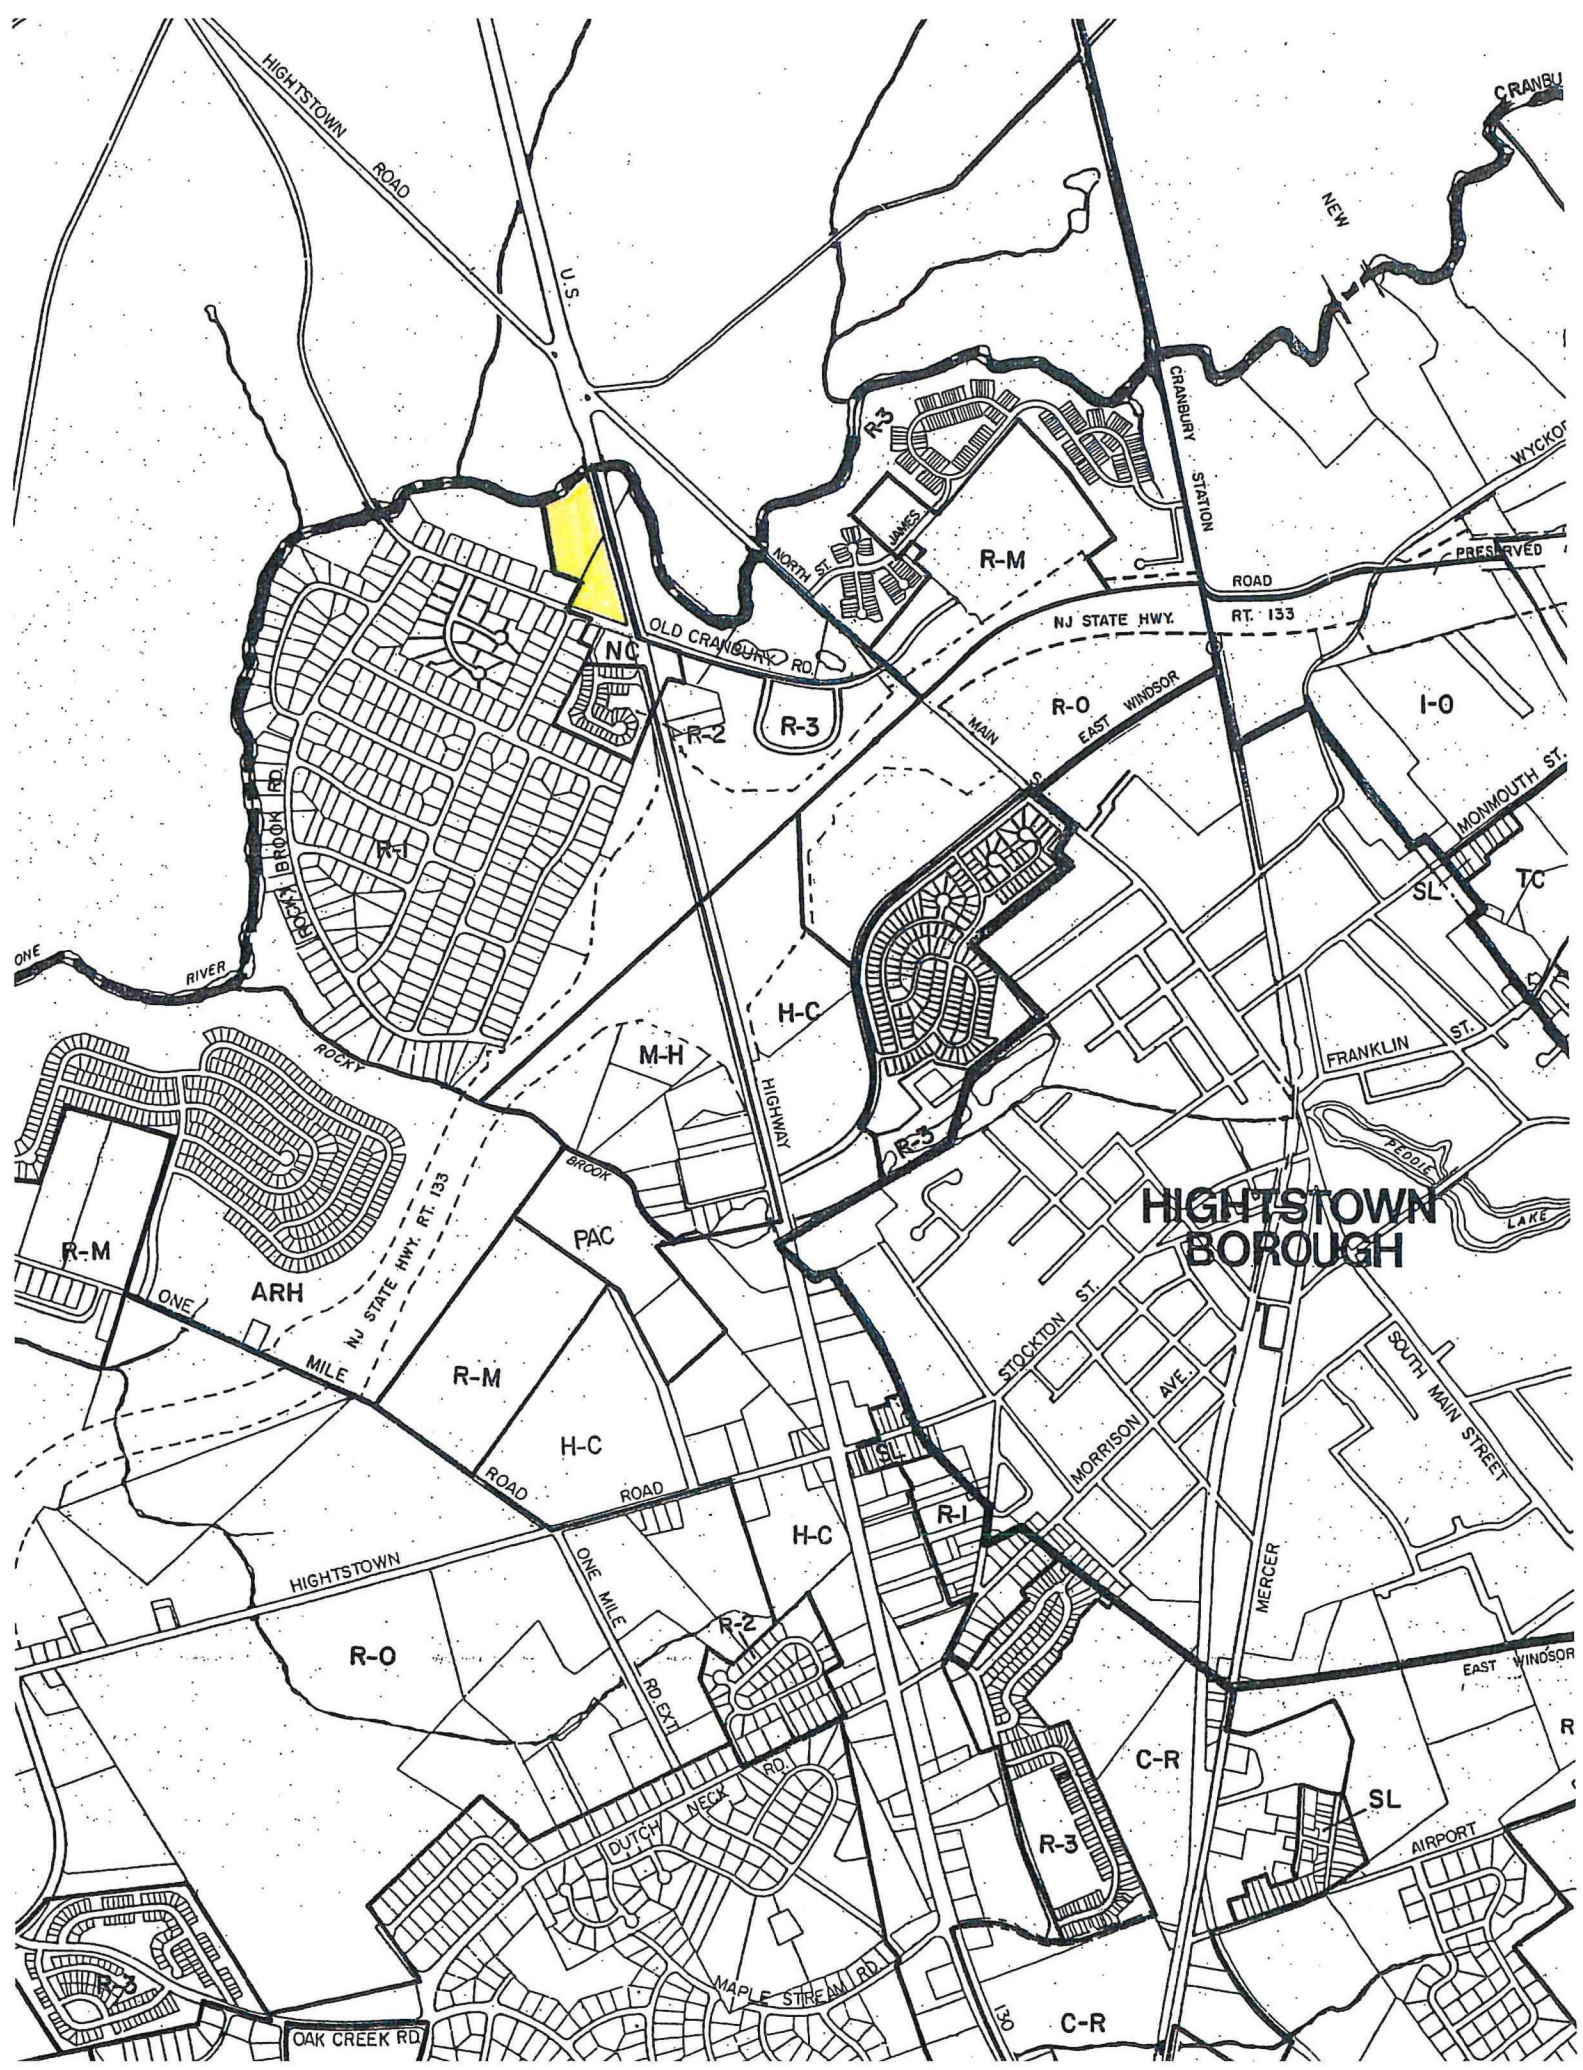 HIGHTSTOWN
ROAD
CRANBU
NEW
U.S.
CRANBURY
STATION
WYCKOF
R-3
JAMES
NORTH ST.
R-M
PRESERVED
ROAD
NJ STATE HWY. RT. 133
OLD CRANBURY RD.
NC
R-2
R-3
MAIN
R-O
EAST WINDSOR
I-O
MONMOUTH ST.
SL
TC
ROCKY BROOK RD.
R-1
ONE
RIVER
ROCKY
H-C
M-H
HIGHWAY
FRANKLIN ST.
PEDDIE
LAKE
R-3
BROOK
HIGHTSTOWN
BOROUGH
PAC
R-M
ARH
NJ STATE HWY. RT. 133
ONE
MILE
R-M
STOCKTON ST.
SOUTH MAIN STREET
MORRISON AVE.
H-C
SL
ROAD
ROAD
R-1
H-C
HIGHTSTOWN
ONE MILE
RD. EXT.
MERCER
R-2
R-O
EAST WINDSOR
R
C-R
DUTCH NECK RD.
SL
R-3
AIRPORT
R-3
MAPLE STREAM RD.
130
C-R
OAK CREEK RD.